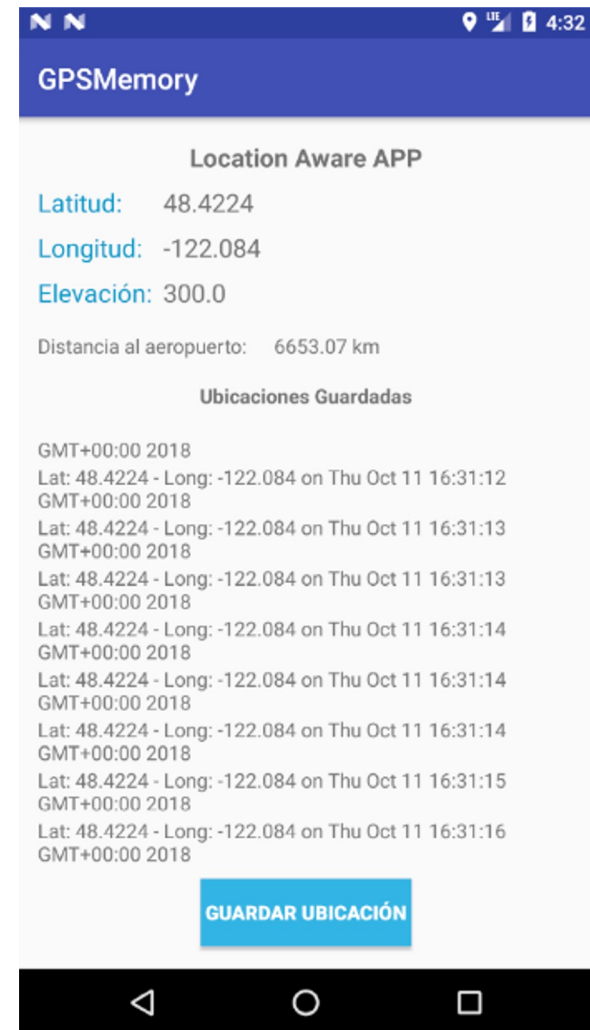 LTE 4:32
GPSMemory
Location Aware APP
Latitud: 48.4224
Longitud: -122.084
Elevación: 300.0
Distancia al aeropuerto: 6653.07 km
Ubicaciones Guardadas
GMT+00:00 2018
Lat: 48.4224 - Long: -122.084 on Thu Oct 11 16:31:12
GMT+00:00 2018
Lat: 48.4224 - Long: -122.084 on Thu Oct 11 16:31:13
GMT+00:00 2018
Lat: 48.4224 - Long: -122.084 on Thu Oct 11 16:31:13
GMT+00:00 2018
Lat: 48.4224 - Long: -122.084 on Thu Oct 11 16:31:14
GMT+00:00 2018
Lat: 48.4224 - Long: -122.084 on Thu Oct 11 16:31:14
GMT+00:00 2018
Lat: 48.4224 - Long: -122.084 on Thu Oct 11 16:31:14
GMT+00:00 2018
Lat: 48.4224 - Long: -122.084 on Thu Oct 11 16:31:15
GMT+00:00 2018
Lat: 48.4224 - Long: -122.084 on Thu Oct 11 16:31:16
GMT+00:00 2018
GUARDAR UBICACIÓN